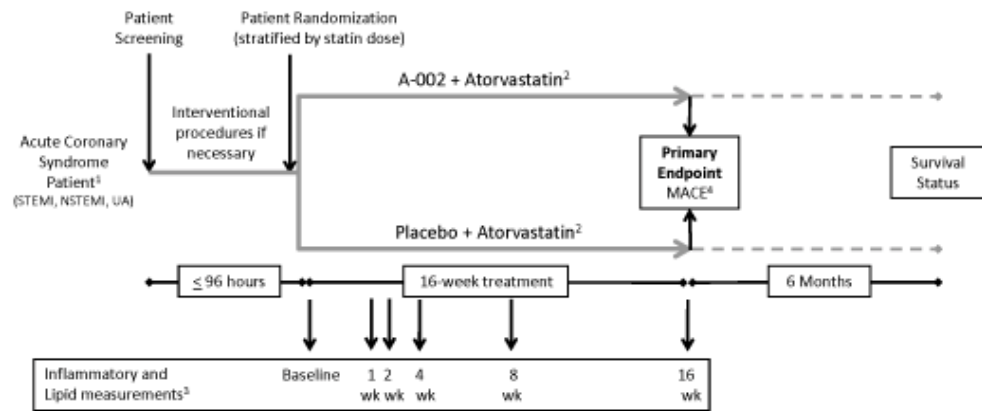 Patient
Screening
Patient Randomization
(stratified by statin dose)
A-002 + Atorvastatin²
Interventional
procedures if
necessary
Acute Coronary
Syndrome
Patient¹
(STEMI, NSTEMI, UA)
Primary
Endpoint
MACE⁴
Survival
Status
Placebo + Atorvastatin²
≤ 96 hours
16-week treatment
6 Months
Inflammatory and
Lipid measurements³
Baseline
1
wk
2
wk
4
wk
8
wk
16
wk